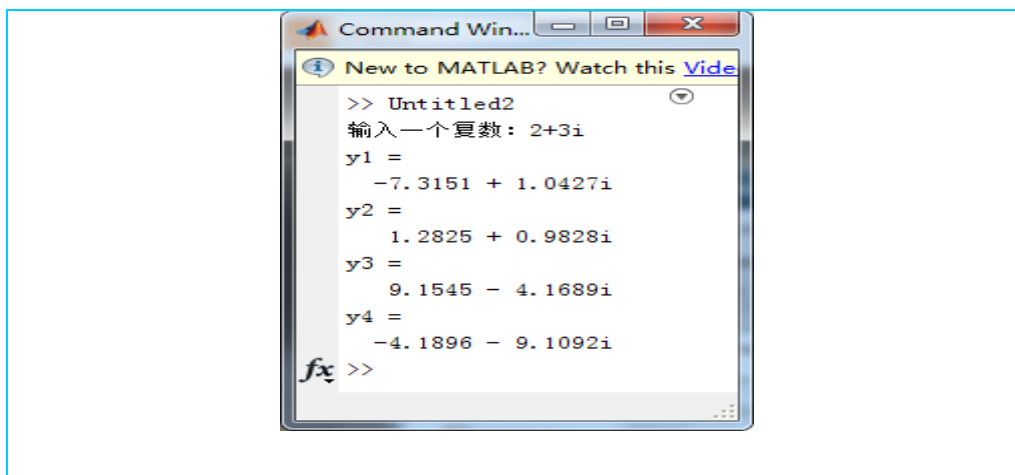 Command Win...
New to MATLAB? Watch this Vide
>> Untitled2
输入一个复数: 2+3i
y1 =
-7.3151 + 1.0427i
y2 =
1.2825 + 0.9828i
y3 =
9.1545 - 4.1689i
y4 =
-4.1896 - 9.1092i
fx >>